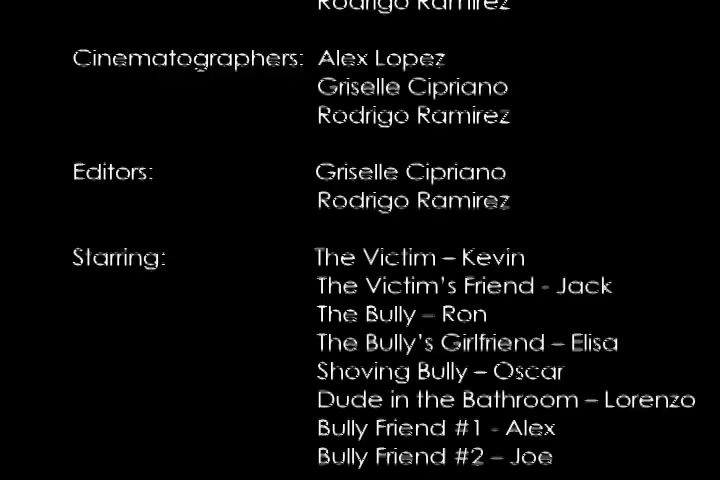 Rodrigo Ramirez
Cinematographers: Alex Lopez
Griselle Cipriano
Rodrigo Ramirez
Editors: Griselle Cipriano
Rodrigo Ramirez
Starring: The Victim – Kevin
The Victim's Friend - Jack
The Bully – Ron
The Bully's Girlfriend – Elisa
Shoving Bully – Oscar
Dude in the Bathroom – Lorenzo
Bully Friend #1 - Alex
Bully Friend #2 – Joe